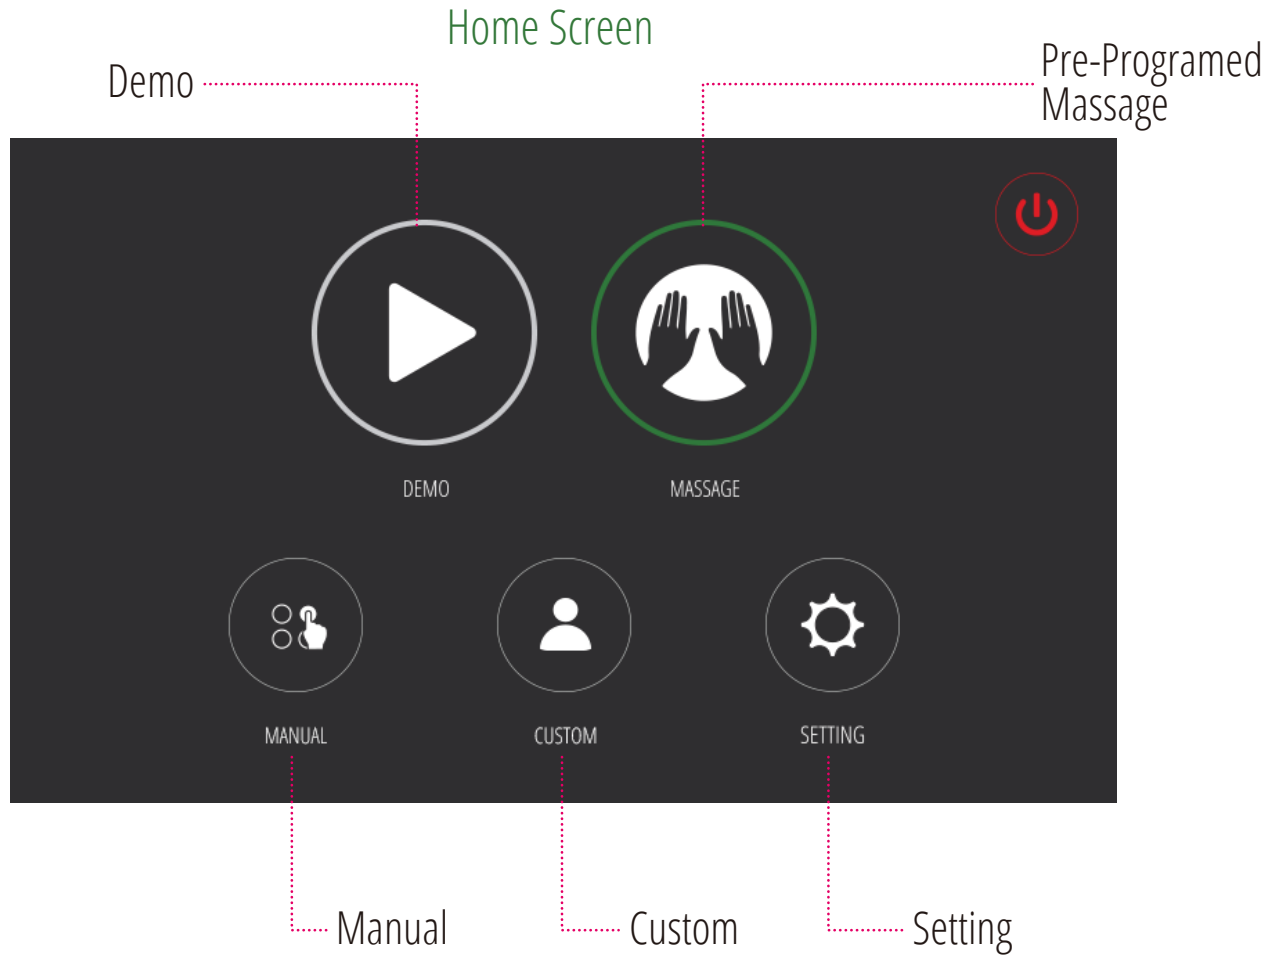 Home Screen
Demo
Pre-Programed
Massage
DEMO
MASSAGE
MANUAL
CUSTOM
SETTING
Manual
Custom
Setting